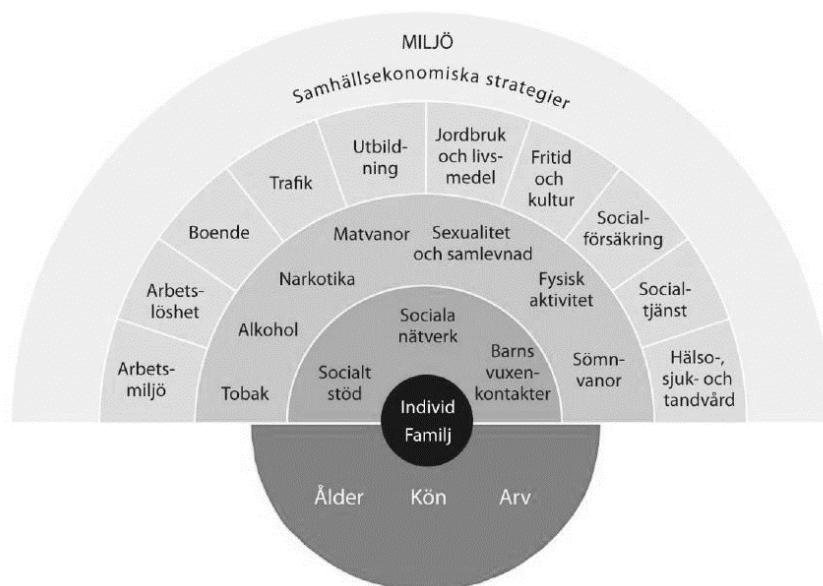 MILJÖ
Samhällsekonomiska strategier
Arbets-
miljö
Arbets-
löshet
Boende
Trafik
Utbild-
ning
Jordbruk
och livs-
medel
Fritid
och
kultur
Social-
försäkring
Social-
tjänst
Hälso-,
sjuk- och
tandvård
Tobak
Alkohol
Narkotika
Matvanor
Sexualitet
och samlevnad
Fysisk
aktivitet
Sömn-
vanor
Socialt
stöd
Sociala
nätverk
Barns
vuxen-
kontakter
Individ
Familj
Ålder
Kön
Arv